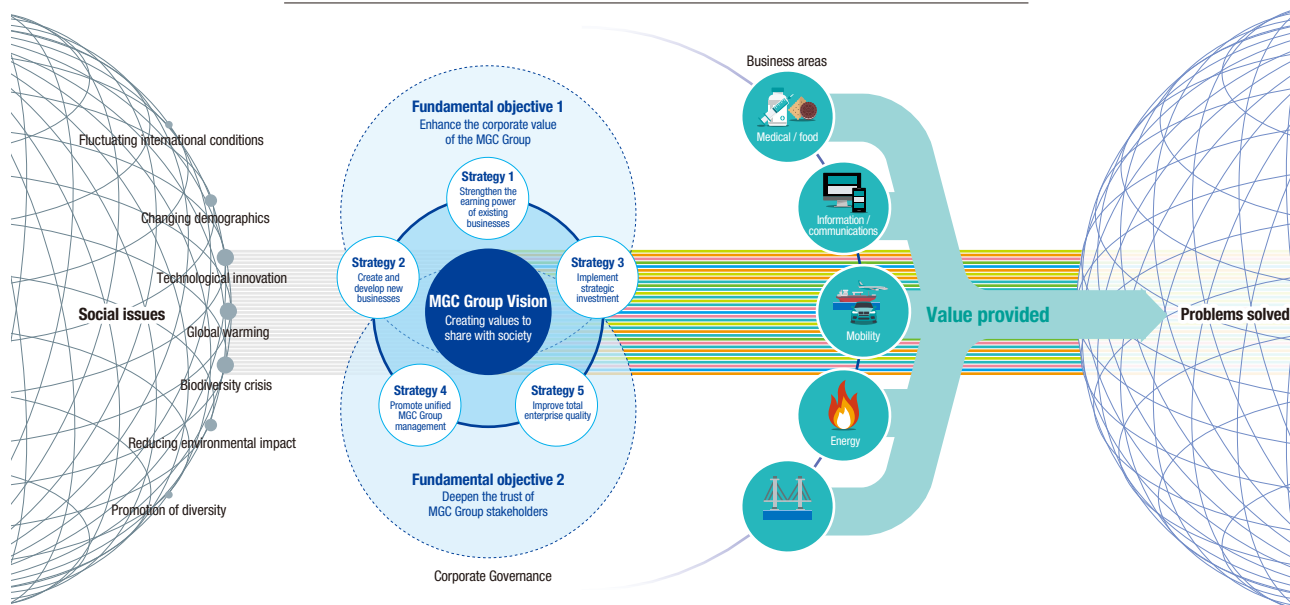 Social issues
Fluctuating international conditions
Changing demographics
Technological innovation
Global warming
Biodiversity crisis
Reducing environmental impact
Promotion of diversity
Fundamental objective 1
Enhance the corporate value
of the MGC Group
Strategy 1
Strengthen the
earning power
of existing
businesses
Strategy 2
Create and
develop new
businesses
Strategy 3
Implement
strategic
investment
MGC Group Vision
Creating values to
share with society
Strategy 4
Promote unified
MGC Group
management
Strategy 5
Improve total
enterprise quality
Fundamental objective 2
Deepen the trust of
MGC Group stakeholders
Corporate Governance
Business areas
Medical / food
Information /
communications
Mobility
Energy
Value provided
Problems solved